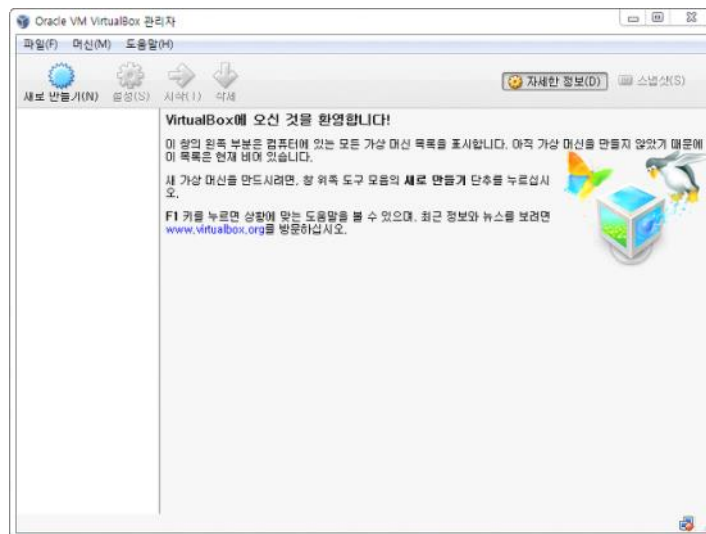 Oracle VM VirtualBox 관리자
파일(F) 머신(M) 도움말(H)
새로 만들기(N) 설정(S) 시작(T) 삭제 자세한 정보(D) 스냅샷(S)
VirtualBox에 오신 것을 환영합니다!
이 창의 왼쪽 부분은 컴퓨터에 있는 모든 가상 머신 목록을 표시합니다. 아직 가상 머신을 만들지 않았기 때문에
이 목록은 현재 비어 있습니다.
새 가상 머신을 만드시려면, 창 위쪽 도구 모음의 새로 만들기 단추를 누르십시
오.
F1 키를 누르면 상황에 맞는 도움말을 볼 수 있으며, 최근 정보와 뉴스를 보려면
www.virtualbox.org를 방문하십시오.